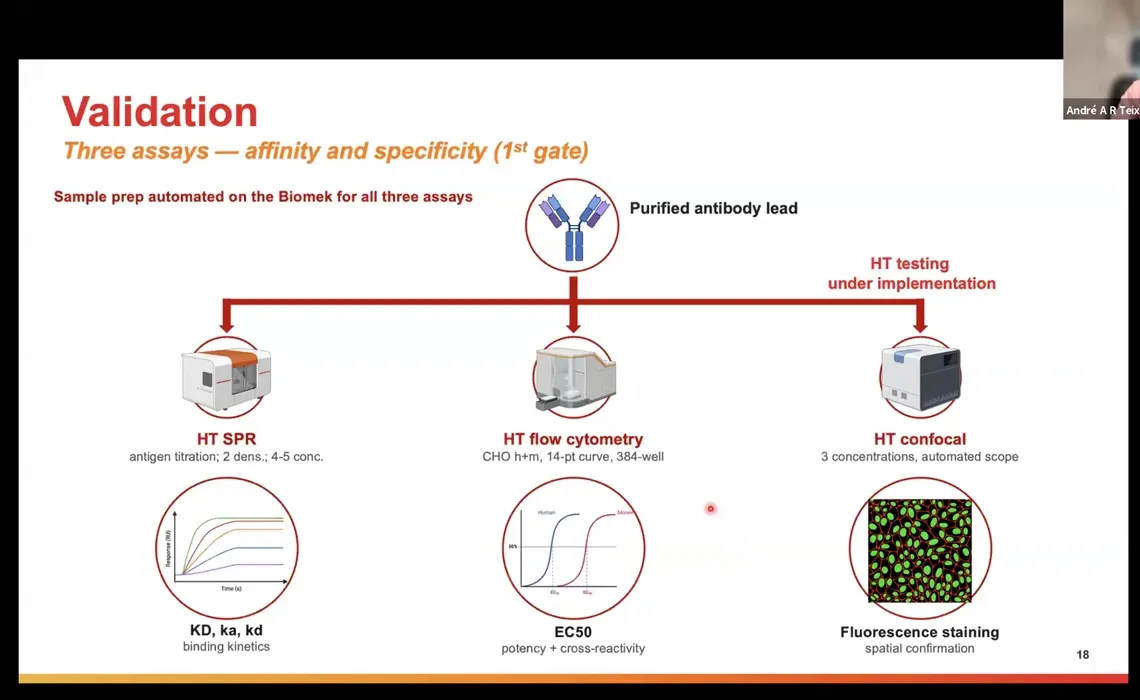 André A R Teix
Validation
Three assays — affinity and specificity (1st gate)
Sample prep automated on the Biomek for all three assays
Purified antibody lead
HT testing
under implementation
HT SPR
antigen titration; 2 dens.; 4-5 conc.
HT flow cytometry
CHO h+m, 14-pt curve, 384-well
HT confocal
3 concentrations, automated scope
Response (RU)
Time (s)
Human
Mouse
50%
EC50
EC50
KD, ka, kd
binding kinetics
EC50
potency + cross-reactivity
Fluorescence staining
spatial confirmation
18